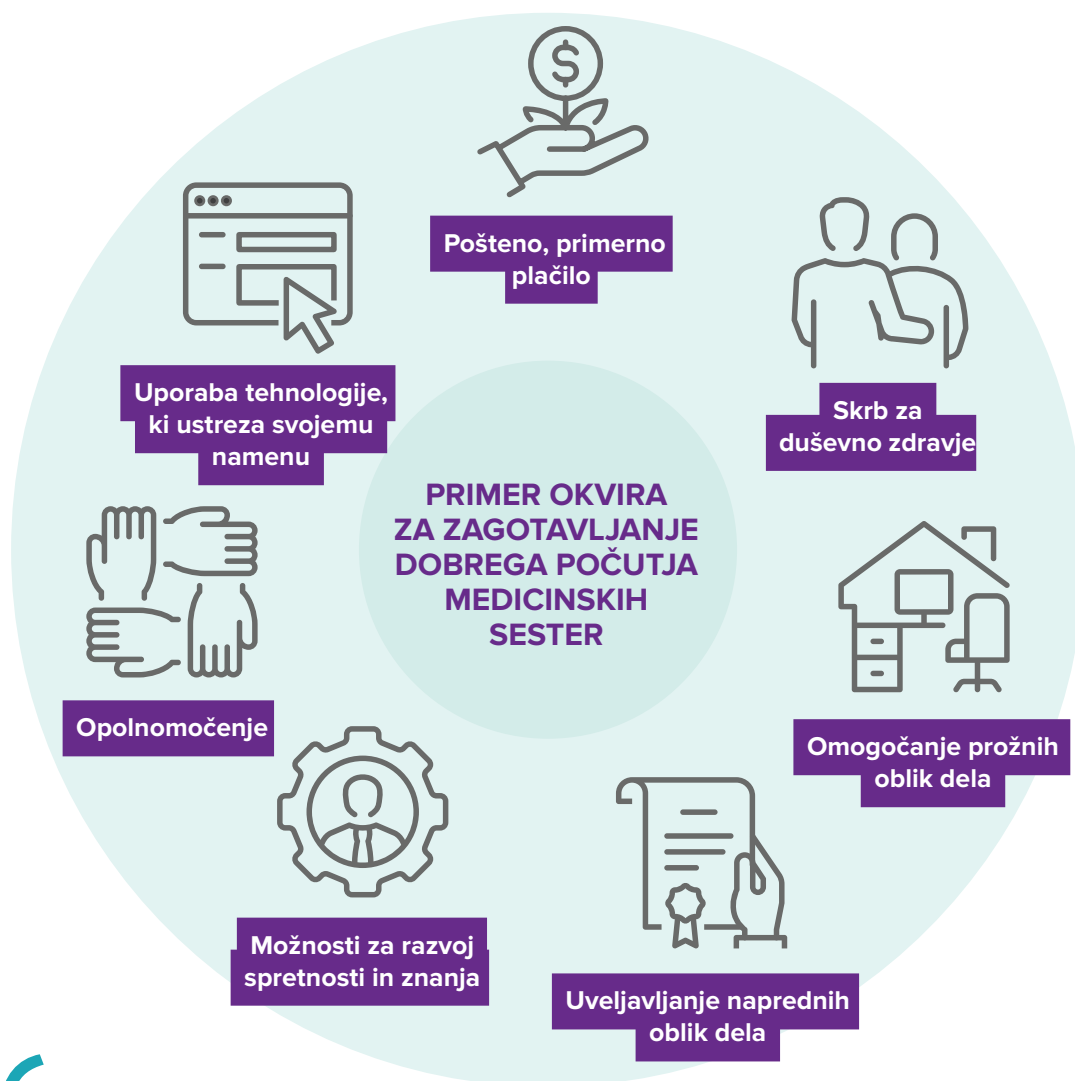 Pošteno, primerno
plačilo
Skrb za
duševno zdravje
Omogočanje prožnih
oblik dela
Uveljavljanje naprednih
oblik dela
Možnosti za razvoj
spretnosti in znanja
Opolnomočenje
Uporaba tehnologije,
ki ustreza svojemu
namenu
PRIMER OKVIRA
ZA ZAGOTAVLJANJE
DOBREGA POČUTJA
MEDICINSKIH
SESTER